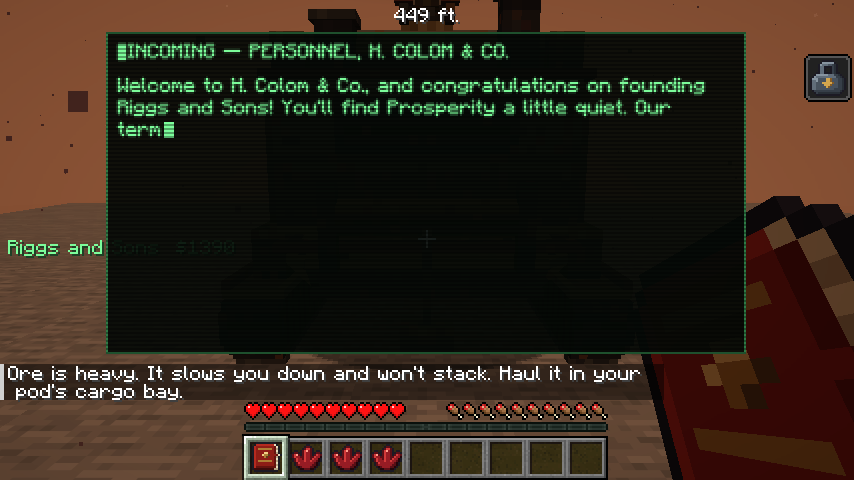 449 ft.
INCOMING — PERSONNEL, H. COLOM & CO.
Welcome to H. Colom & Co., and congratulations on founding
Riggs and Sons! You'll find Prosperity a little quiet. Our
term
Riggs and Sons $1390
Ore is heavy. It slows you down and won't stack. Haul it in your
pod's cargo bay.